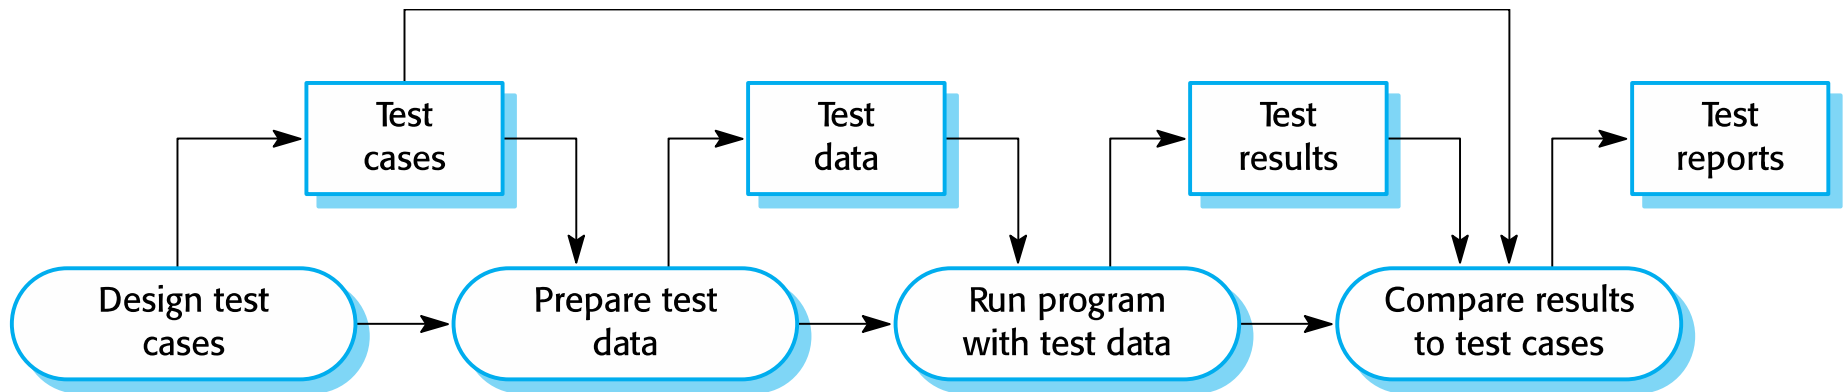 Test
cases
Test
data
Test
results
Test
reports
Design test
cases
Prepare test
data
Run program
with test data
Compare results
to test cases